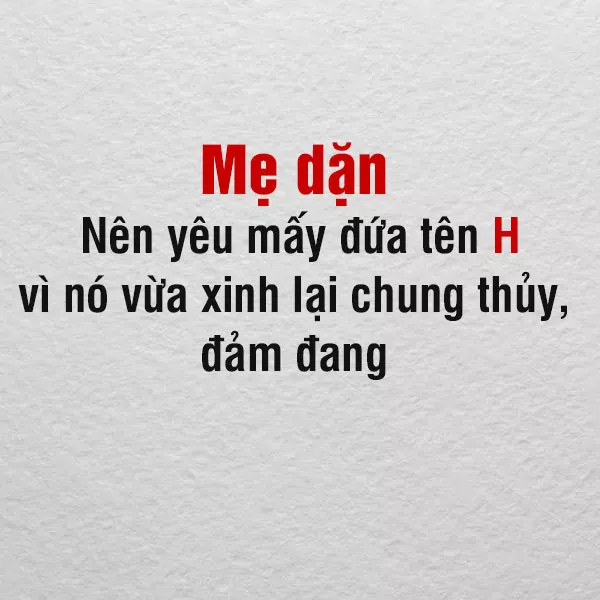 Mẹ dặn
Nên yêu mấy đứa tên H
vì nó vừa xinh lại chung thủy,
đảm đang